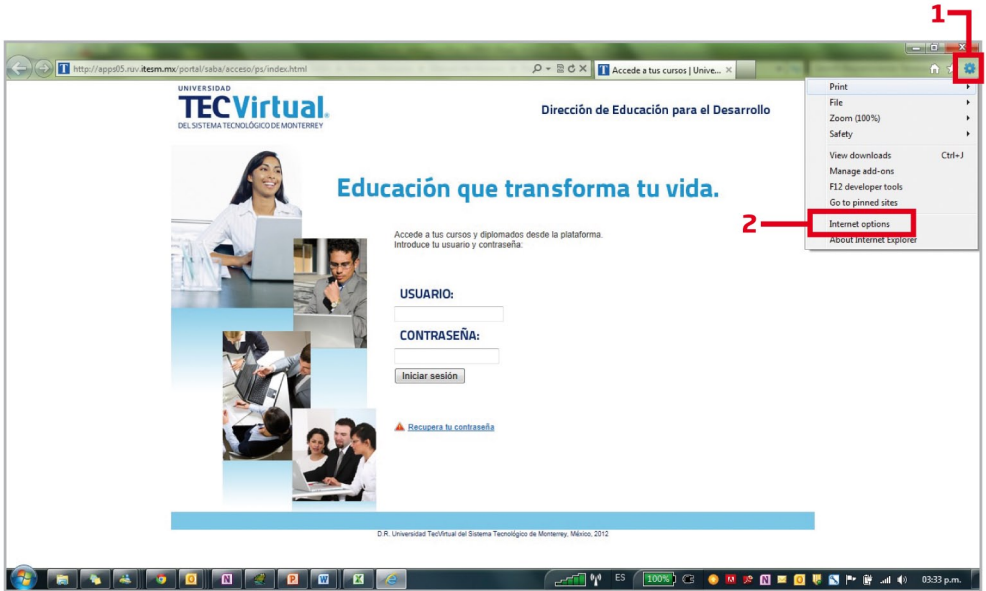 1
http://apps05.ruv.itesm.mx/portal/saba/acceso/ps/index.html
Accede a tus cursos | Unive...
UNIVERSIDAD
TECVirtual.
DEL SISTEMA TECNOLÓGICO DE MONTERREY
Dirección de Educación para el Desarrollo
Print
File
Zoom (100%)
Safety
View downloads Ctrl+J
Manage add-ons
F12 developer tools
Go to pinned sites
2
Internet options
About Internet Explorer
Educación que transforma tu vida.
Accede a tus cursos y diplomados desde la plataforma.
Introduce tu usuario y contraseña:
USUARIO:
CONTRASEÑA:
Iniciar sesión
Recupera tu contraseña
D.R. Universidad TecVirtual del Sistema Tecnológico de Monterrey, México, 2012
ES 100% 03:33 p.m.